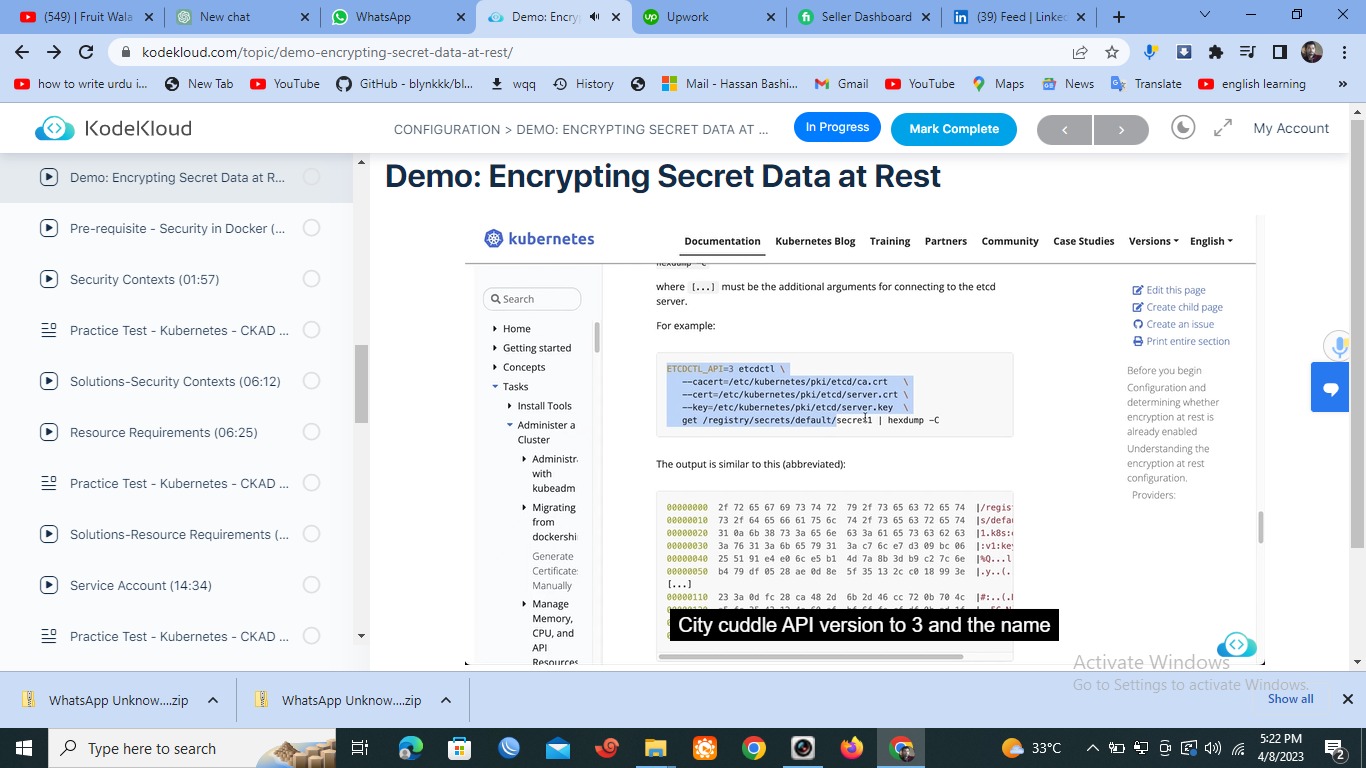 (549) Fruit Wala
New chat
WhatsApp
Demo: Encry
Upwork
Seller Dashboard
(39) Feed | Linke
kodekloud.com/topic/demo-encrypting-secret-data-at-rest/
how to write urdu i...
New Tab
YouTube
GitHub - blynkkk/bl...
wqq
History
Mail - Hassan Bashi...
Gmail
YouTube
Maps
News
Translate
english learning
»
KodeKloud
CONFIGURATION > DEMO: ENCRYPTING SECRET DATA AT ...
In Progress
Mark Complete
My Account
Demo: Encrypting Secret Data at R...
Pre-requisite - Security in Docker (...
Security Contexts (01:57)
Practice Test - Kubernetes - CKAD ...
Solutions-Security Contexts (06:12)
Resource Requirements (06:25)
Practice Test - Kubernetes - CKAD ...
Solutions-Resource Requirements (...
Service Account (14:34)
Practice Test - Kubernetes - CKAD ...
Demo: Encrypting Secret Data at Rest
kubernetes
Documentation
Kubernetes Blog
Training
Partners
Community
Case Studies
Versions
English
Search
Home
Getting started
Concepts
Tasks
Install Tools
Administer a
Cluster
Administr
with
kubeadm
Migrating
from
dockershi
Generate
Certificate
Manually
Manage
Memory,
CPU, and
API
Resources
hexdump -C
where [...] must be the additional arguments for connecting to the etcd
server.
For example:
ETCDCTL_API=3 etcdctl \
--cacert=/etc/kubernetes/pki/etcd/ca.crt \
--cert=/etc/kubernetes/pki/etcd/server.crt \
--key=/etc/kubernetes/pki/etcd/server.key \
get /registry/secrets/default/secret1 | hexdump -C
The output is similar to this (abbreviated):
00000000 2f 72 65 67 69 73 74 72 79 2f 73 65 63 72 65 74 |/regis
00000010 73 2f 64 65 66 61 75 6c 74 2f 73 65 63 72 65 74 |s/defau
00000020 31 0a 6b 38 73 3a 65 6e 63 3a 61 65 73 63 62 63 |1.k8s:
00000030 3a 76 31 3a 6b 65 79 31 3a c7 6c e7 d3 09 bc 06 |:v1:key
00000040 25 51 91 e4 e0 6c e5 b1 4d 7a 8b 3d b9 c2 7c 6e |%Q...l
00000050 b4 79 df 05 28 ae 0d 8e 5f 35 13 2c c0 18 99 3e |.y..(.
[...]
00000110 23 3a 0d fc 28 ca 48 2d 6b 2d 46 cc 72 0b 70 4c |#:..(.
City cuddle API version to 3 and the name
Edit this page
Create child page
Create an issue
Print entire section
Before you begin
Configuration and
determining whether
encryption at rest is
already enabled
Understanding the
encryption at rest
configuration.
Providers:
Activate Windows
Go to Settings to activate Windows.
WhatsApp Unknow....zip
WhatsApp Unknow....zip
Show all
Type here to search
33°C
5:22 PM
4/8/2023
2